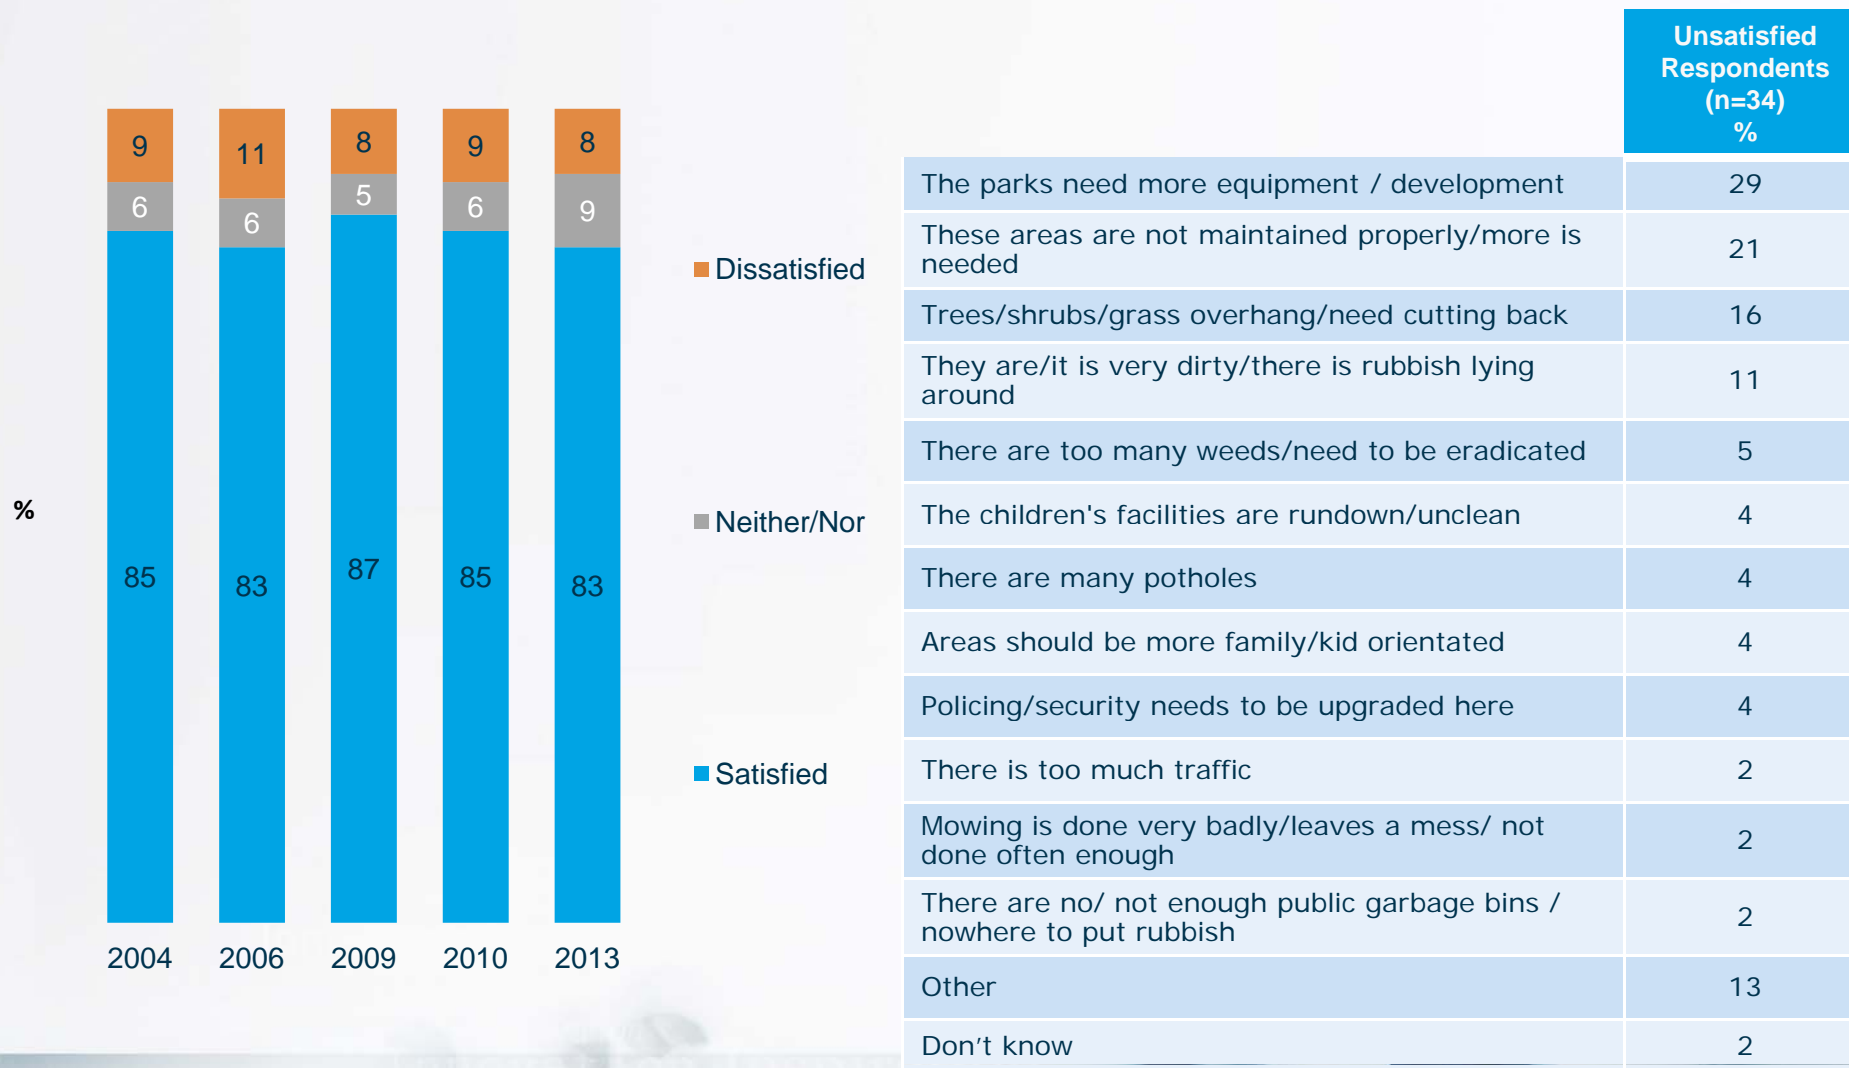 9
11
8
9
8
6
6
5
6
9
85
83
87
85
83
%
2004
2006
2009
2010
2013
Dissatisfied
Neither/Nor
Satisfied
Unsatisfied
Respondents
(n=34)
%
The parks need more equipment / development 29
These areas are not maintained properly/more is
needed
21
Trees/shrubs/grass overhang/need cutting back 16
They are/it is very dirty/there is rubbish lying
around
11
There are too many weeds/need to be eradicated 5
The children's facilities are rundown/unclean 4
There are many potholes 4
Areas should be more family/kid orientated 4
Policing/security needs to be upgraded here 4
There is too much traffic 2
Mowing is done very badly/leaves a mess/ not
done often enough
2
There are no/ not enough public garbage bins /
nowhere to put rubbish
2
Other 13
Don't know 2